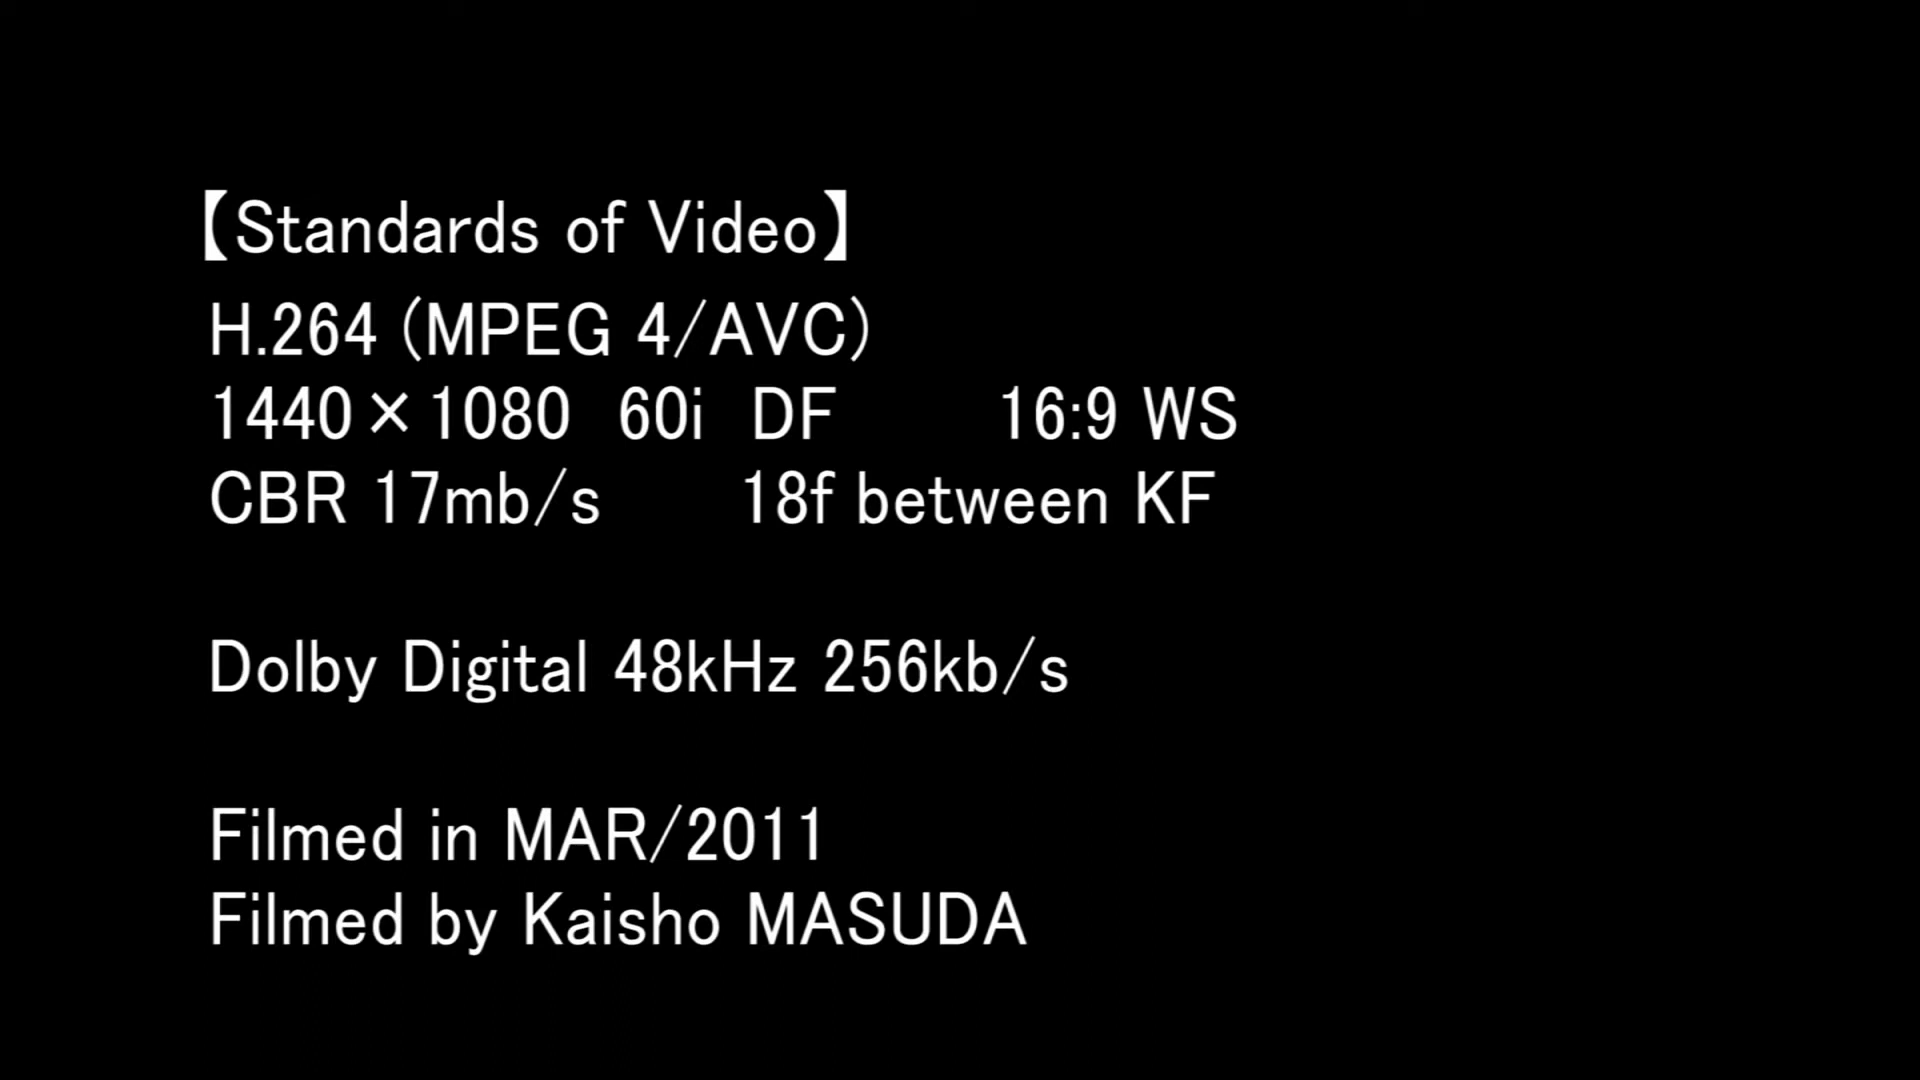 【Standards of Video】
H.264 (MPEG 4/AVC)
1440×1080 60i DF 16:9 WS
CBR 17mb/s 18f between KF
Dolby Digital 48kHz 256kb/s
Filmed in MAR/2011
Filmed by Kaisho MASUDA